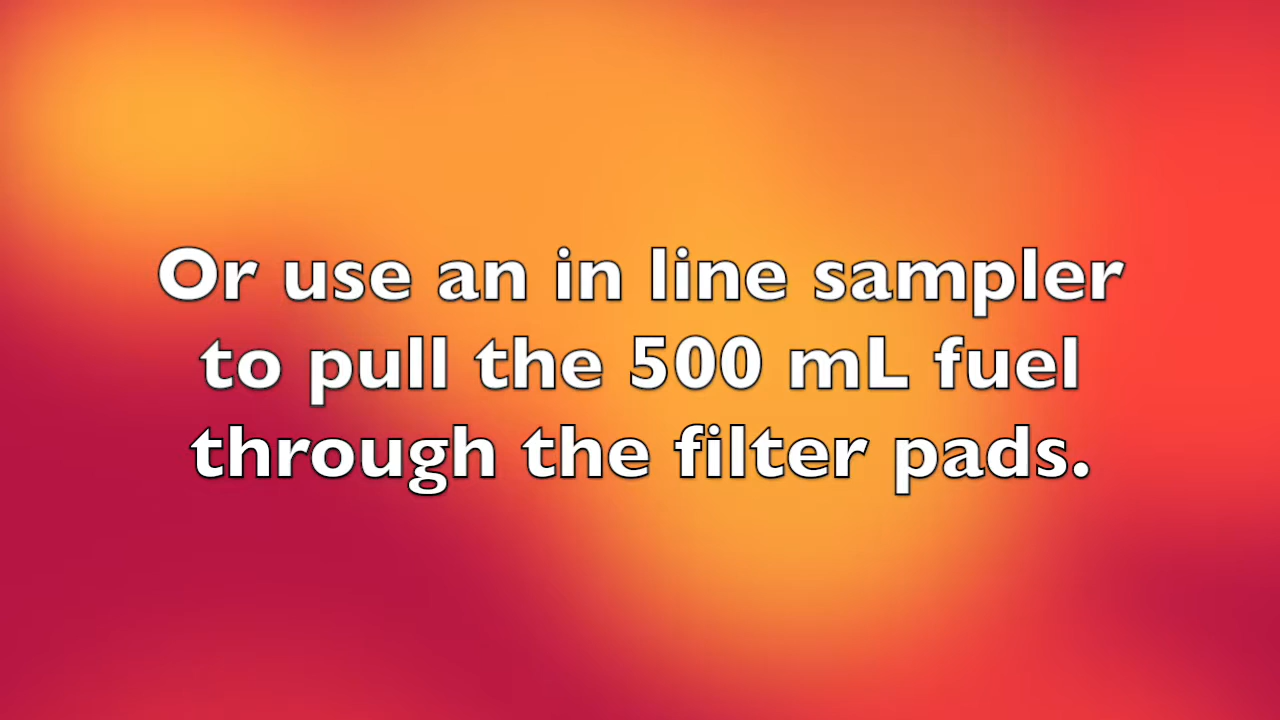 Or use an in line sampler
to pull the 500 mL fuel
through the filter pads.